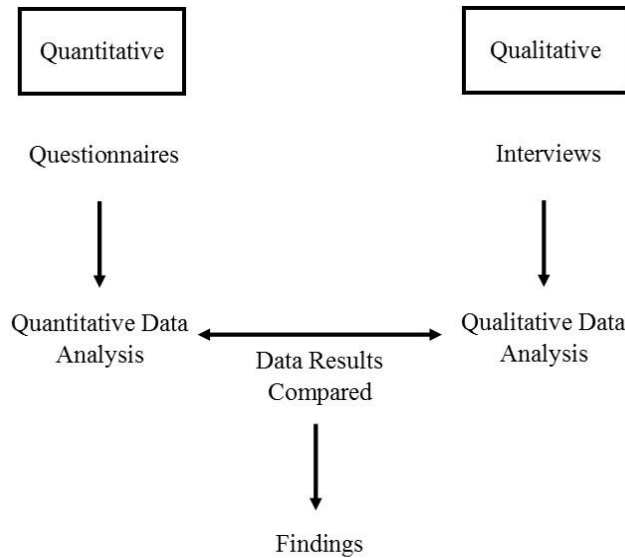 Quantitative
Qualitative
Questionnaires
Interviews
Quantitative Data
Analysis
Qualitative Data
Analysis
Data Results
Compared
Findings